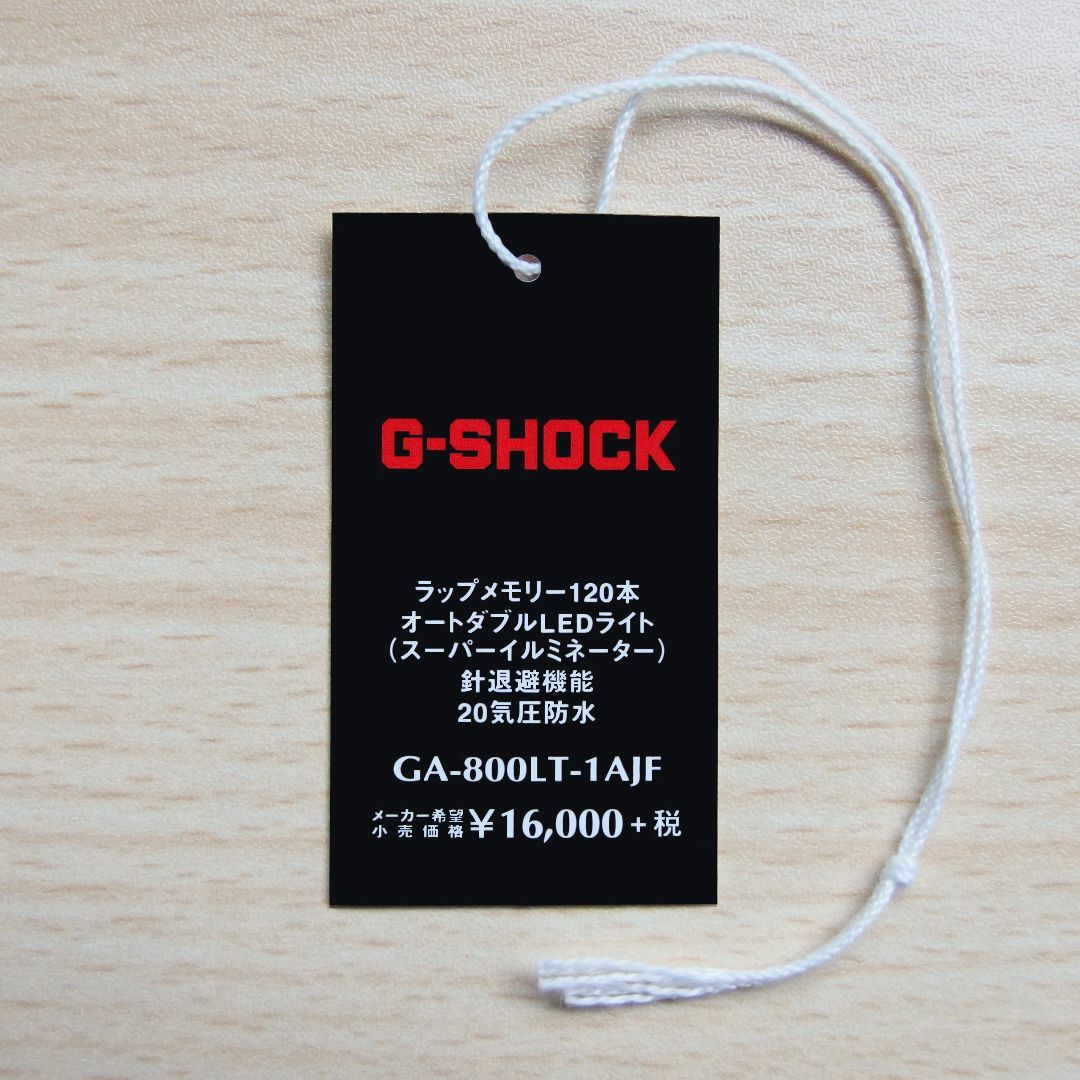 G-SHOCK
ラップメモリー120本
オートダブルLEDライト
(スーパーイルミネーター)
針退避機能
20気圧防水
GA-800LT-1AJF
メーカー希望
小売価格 ¥16,000+税